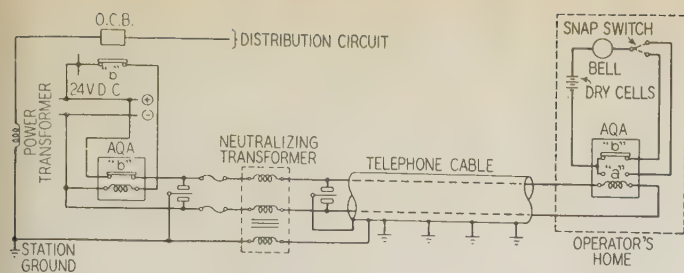 O.C.B.
DISTRIBUTION CIRCUIT
"b"
24V D C
+
−
POWER
TRANSFORMER
AQA
"b"
NEUTRALIZING
TRANSFORMER
TELEPHONE CABLE
STATION
GROUND
SNAP SWITCH
BELL
DRY CELLS
AQA
"b"
"a"
OPERATOR'S
HOME